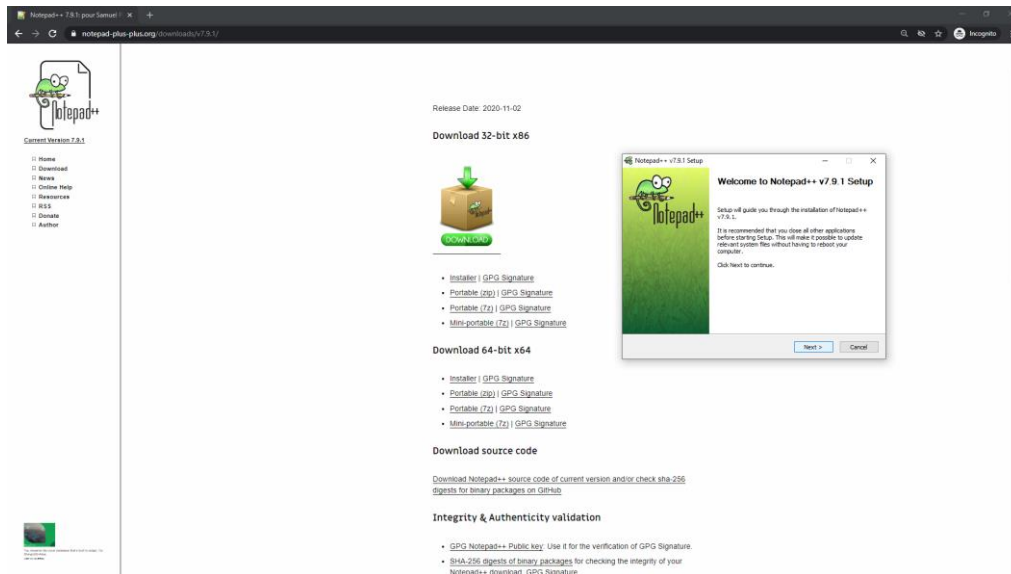 Notepad++ 7.9.1: pour Samuel
notepad-plus-plus.org/downloads/v7.9.1/
Incognito
Notepad++
Current Version 7.9.1
Home
Download
News
Online Help
Resources
RSS
Donate
Author
Release Date: 2020-11-02
Download 32-bit x86
DOWNLOAD
Installer | GPG Signature
Portable (zip) | GPG Signature
Portable (7z) | GPG Signature
Mini-portable (7z) | GPG Signature
Download 64-bit x64
Installer | GPG Signature
Portable (zip) | GPG Signature
Portable (7z) | GPG Signature
Mini-portable (7z) | GPG Signature
Download source code
Download Notepad++ source code of current version and/or check sha-256
digests for binary packages on GitHub
Integrity & Authenticity validation
GPG Notepad++ Public key. Use it for the verification of GPG Signature.
SHA-256 digests of binary packages for checking the integrity of your
Notepad++ download. GPG Signature
Notepad++ v7.9.1 Setup
Notepad++
Welcome to Notepad++ v7.9.1 Setup
Setup will guide you through the installation of Notepad++
v7.9.1.
It is recommended that you close all other applications
before starting Setup. This will make it possible to update
relevant system files without having to reboot your
computer.
Click Next to continue.
Next >
Cancel